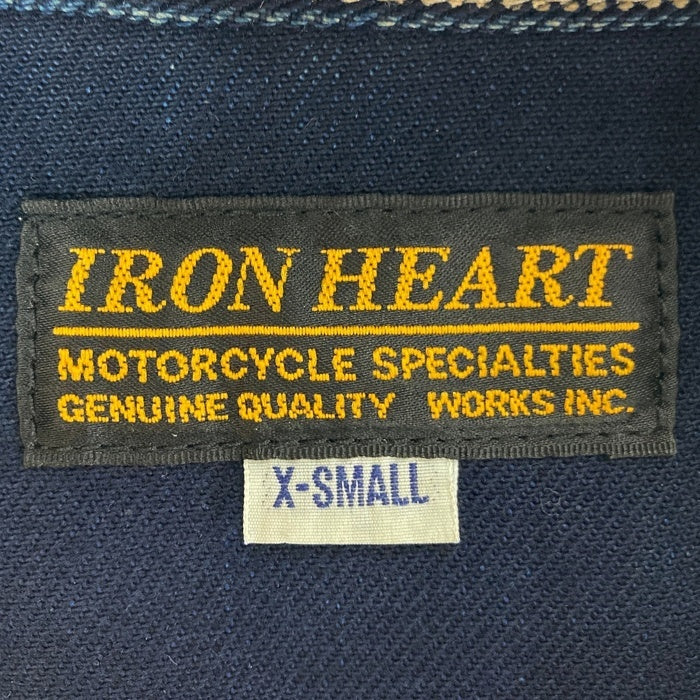 IRON HEART
MOTORCYCLE SPECIALTIES
GENUINE QUALITY WORKS INC.
X-SMALL